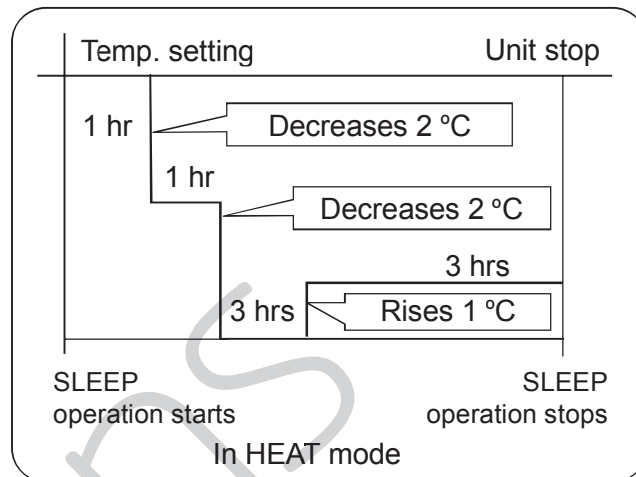 Temp. setting
Unit stop
1 hr
Decreases 2 ºC
1 hr
Decreases 2 ºC
3 hrs
3 hrs
Rises 1 ºC
SLEEP
operation starts
SLEEP
operation stops
In HEAT mode